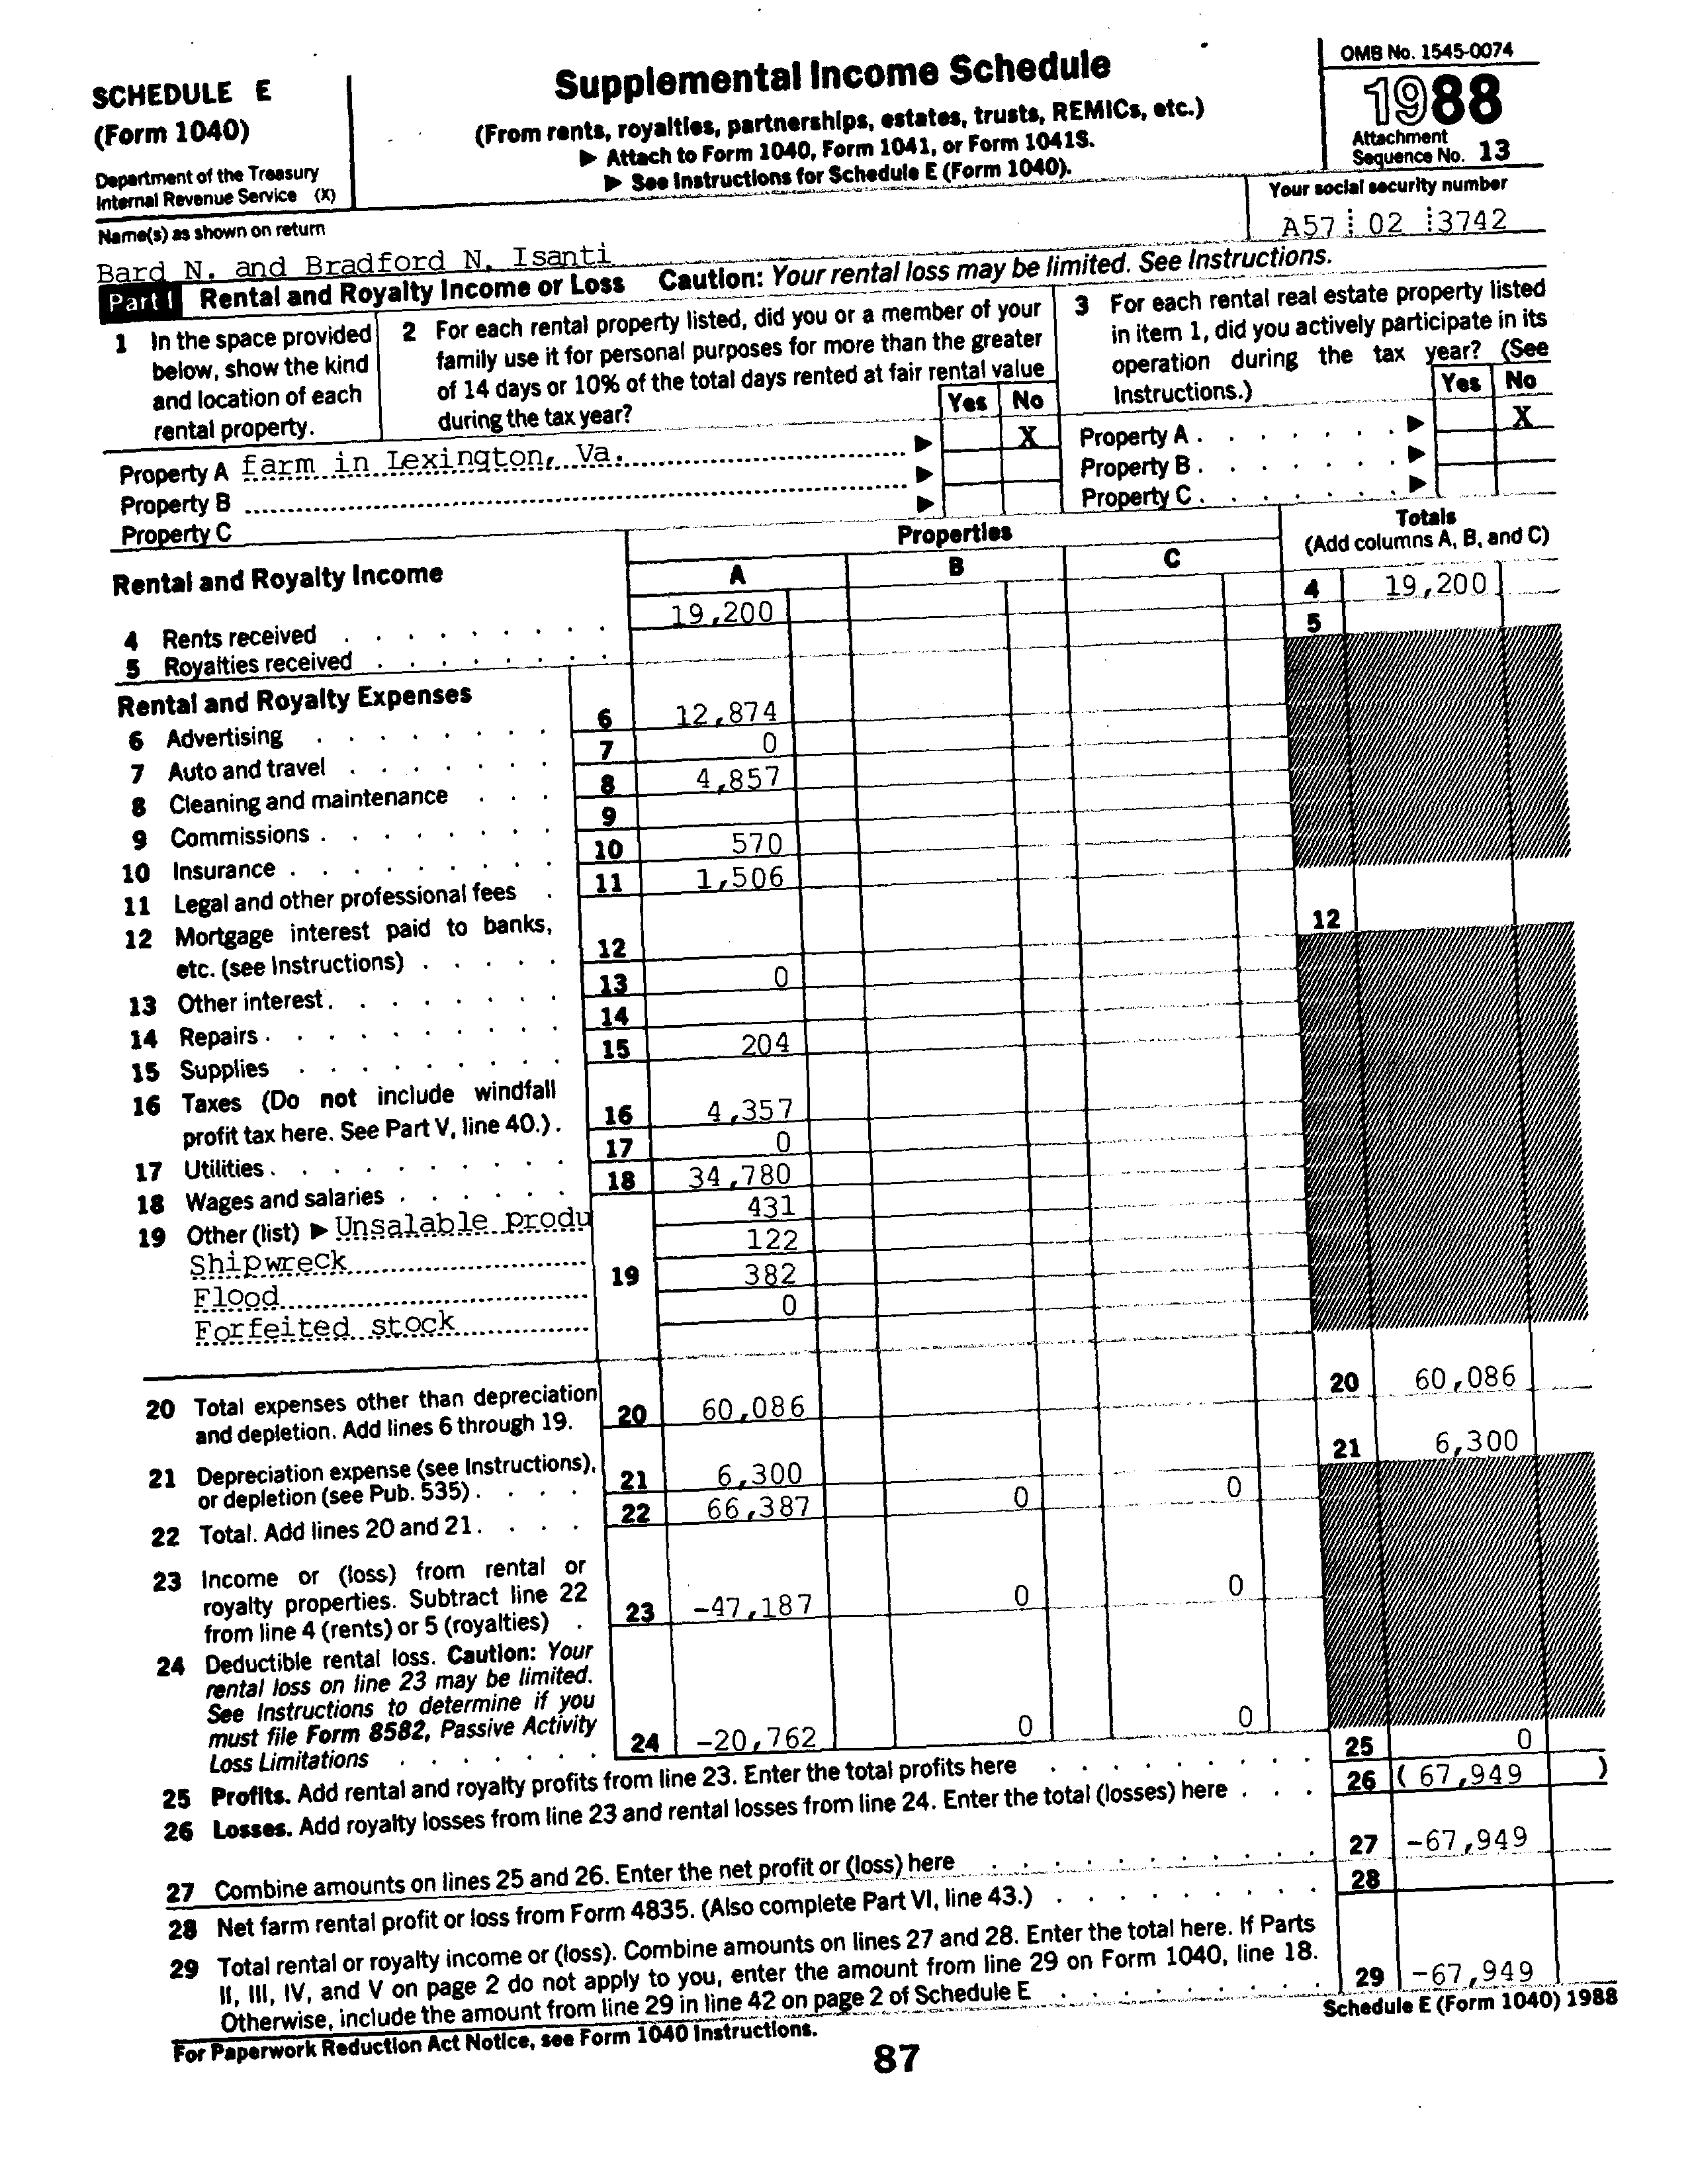 SCHEDULE E
(Form 1040)
Department of the Treasury
Internal Revenue Service (X)
Supplemental Income Schedule
(From rents, royalties, partnerships, estates, trusts, REMICs, etc.)
▶ Attach to Form 1040, Form 1041, or Form 1041S.
▶ See Instructions for Schedule E (Form 1040).
OMB No. 1545-0074
1988
Attachment
Sequence No. 13
Name(s) as shown on return
Your social security number
Bard N. and Bradford N. Isanti
A57 02 3742
Part I Rental and Royalty Income or Loss Caution: Your rental loss may be limited. See Instructions.
1 In the space provided
below, show the kind
and location of each
rental property.
2 For each rental property listed, did you or a member of your
family use it for personal purposes for more than the greater
of 14 days or 10% of the total days rented at fair rental value
during the tax year?
Yes No
3 For each rental real estate property listed
in item 1, did you actively participate in its
operation during the tax year? (See
Instructions.)
Yes No
Property A farm in Lexington, Va. ▶ X
Property B ▶
Property C ▶
Property A . . . . . . . ▶ X
Property B . . . . . . . ▶
Property C . . . . . . . ▶
Rental and Royalty Income
Properties
A B C
Totals
(Add columns A, B, and C)
4 Rents received . . . . . . . . . 19,200 4 19,200
5 Royalties received . . . . . . . . 5
Rental and Royalty Expenses
6 Advertising . . . . . . . . 6 12,874
7 Auto and travel . . . . . . . 7 0
8 Cleaning and maintenance . . . 8 4,857
9 Commissions . . . . . . . . 9
10 Insurance . . . . . . . . . 10 570
11 Legal and other professional fees . 11 1,506
12 Mortgage interest paid to banks,
etc. (see Instructions) . . . . . 12 12
13 Other interest . . . . . . . . 13 0
14 Repairs . . . . . . . . . . 14
15 Supplies . . . . . . . . . 15 204
16 Taxes (Do not include windfall
profit tax here. See Part V, line 40.) . 16 4,357
17 Utilities . . . . . . . . . . 17 0
18 Wages and salaries . . . . . . 18 34,780
19 Other (list) ▶ Unsalable produ 431
Shipwreck 122
Flood 19 382
Forfeited stock 0
20 Total expenses other than depreciation
and depletion. Add lines 6 through 19. 20 60,086 20 60,086
21 Depreciation expense (see Instructions),
or depletion (see Pub. 535) . . . . 21 6,300 21 6,300
22 Total. Add lines 20 and 21 . . . . 22 66,387 0 0
23 Income or (loss) from rental or
royalty properties. Subtract line 22
from line 4 (rents) or 5 (royalties) . 23 -47,187 0 0
24 Deductible rental loss. Caution: Your
rental loss on line 23 may be limited.
See Instructions to determine if you
must file Form 8582, Passive Activity
Loss Limitations . . . . . . . 24 -20,762 0 0
25 Profits. Add rental and royalty profits from line 23. Enter the total profits here . . . . . . . 25 0
26 Losses. Add royalty losses from line 23 and rental losses from line 24. Enter the total (losses) here . . . 26 ( 67,949 )
27 Combine amounts on lines 25 and 26. Enter the net profit or (loss) here . . . . . . . . . . 27 -67,949
28 Net farm rental profit or loss from Form 4835. (Also complete Part VI, line 43.) . . . . . . . . . 28
29 Total rental or royalty income or (loss). Combine amounts on lines 27 and 28. Enter the total here. If Parts
II, III, IV, and V on page 2 do not apply to you, enter the amount from line 29 on Form 1040, line 18.
Otherwise, include the amount from line 29 in line 42 on page 2 of Schedule E . . . . . . . . . 29 -67,949
For Paperwork Reduction Act Notice, see Form 1040 Instructions.
Schedule E (Form 1040) 1988
87